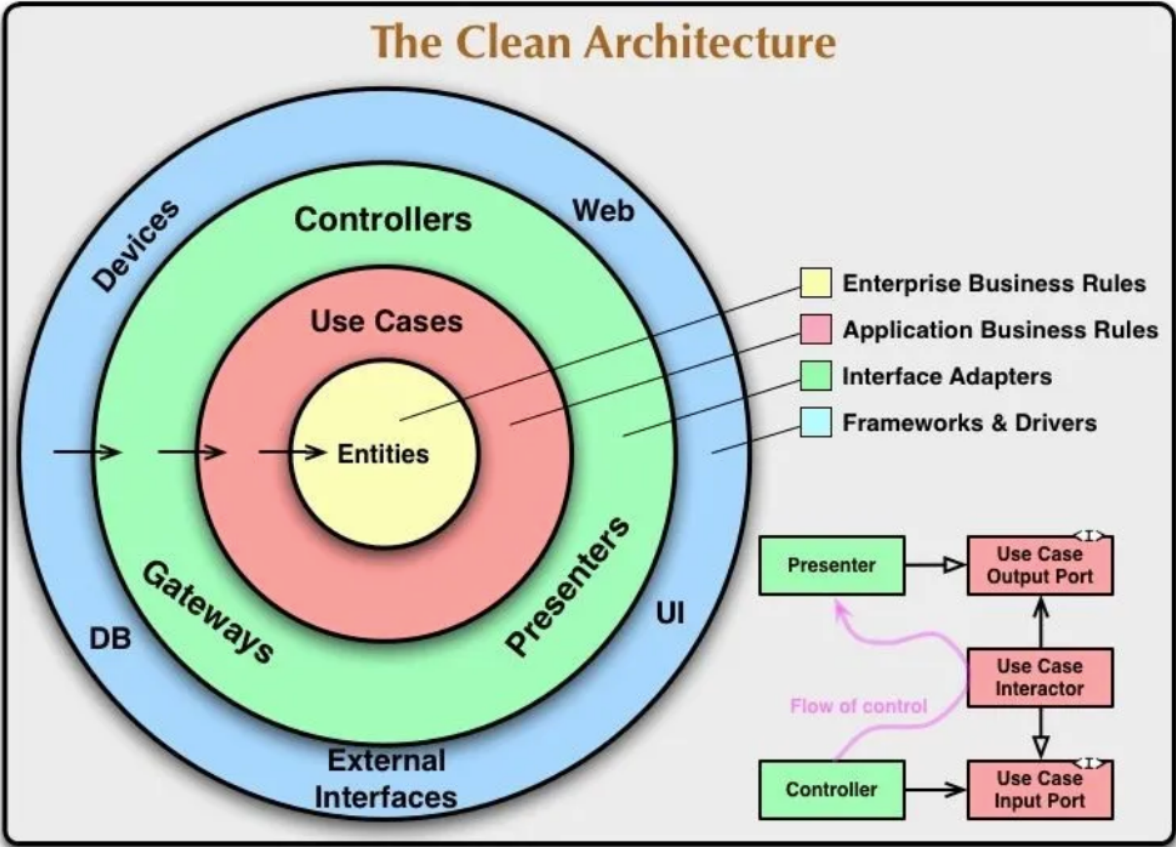 The Clean Architecture
Devices
Web
Controllers
Use Cases
Entities
Gateways
Presenters
DB
UI
External
Interfaces
Enterprise Business Rules
Application Business Rules
Interface Adapters
Frameworks & Drivers
Presenter
<I>
Use Case
Output Port
Use Case
Interactor
Flow of control
Controller
<I>
Use Case
Input Port